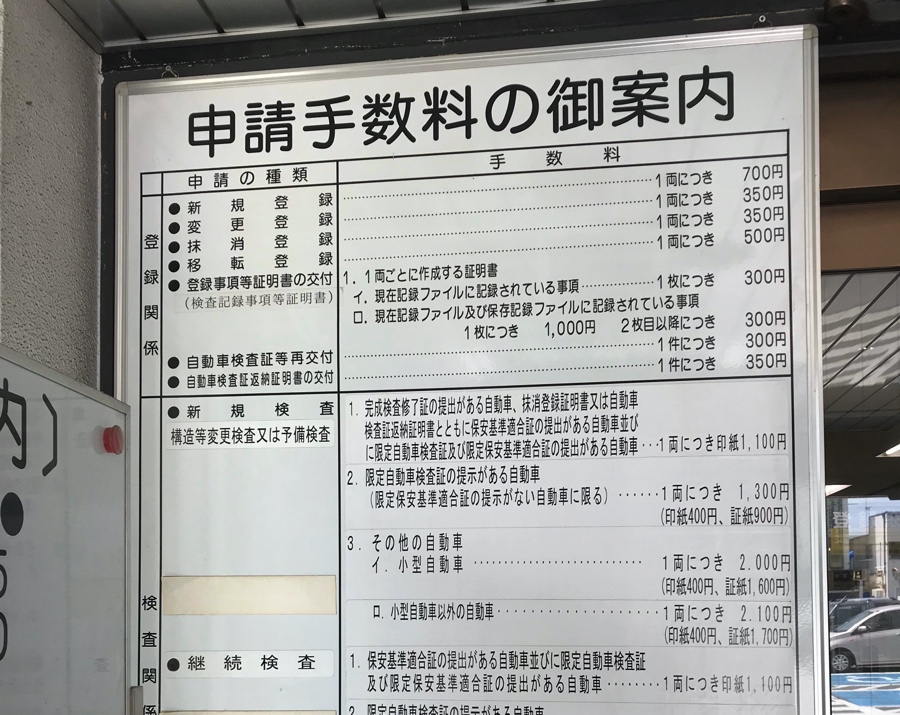 申請手数料の御案内
申請の種類
手数料
登録関係
●新規登録
1両につき 700円
●変更登録
1両につき 350円
●抹消登録
1両につき 350円
●移転登録
1両につき 500円
●登録事項等証明書の交付
(検査記録事項等証明書)
1. 1両ごとに作成する証明書
イ. 現在記録ファイルに記録されている事項 1枚につき 300円
ロ. 現在記録ファイル及び保存記録ファイルに記録されている事項
1枚につき 1,000円 2枚目以降につき 300円
●自動車検査証等再交付
1件につき 300円
●自動車検査証返納証明書の交付
1件につき 350円
検査関係
●新規検査
構造等変更検査又は予備検査
1. 完成検査修了証の提出がある自動車、抹消登録証明書又は自動車
検査証返納証明書とともに保安基準適合証の提出がある自動車並び
に限定自動車検査証及び限定保安基準適合証の提出がある自動車・・・1両につき印紙1,100円
2. 限定自動車検査証の提示がある自動車
(限定保安基準適合証の提示がない自動車に限る)・・・・・・1両につき 1,300円
(印紙400円、証紙900円)
3. その他の自動車
イ. 小型自動車 1両につき 2.000円
(印紙400円、証紙1,600円)
ロ. 小型自動車以外の自動車 1両につき 2.100円
(印紙400円、証紙1,700円)
●継続検査
1. 保安基準適合証の提出がある自動車並びに限定自動車検査証
及び限定保安基準適合証の提出がある自動車・・・・・・・・1両につき印紙1,100円
2. 限定自動車検査証の提示がある自動車
内)
●
5
0